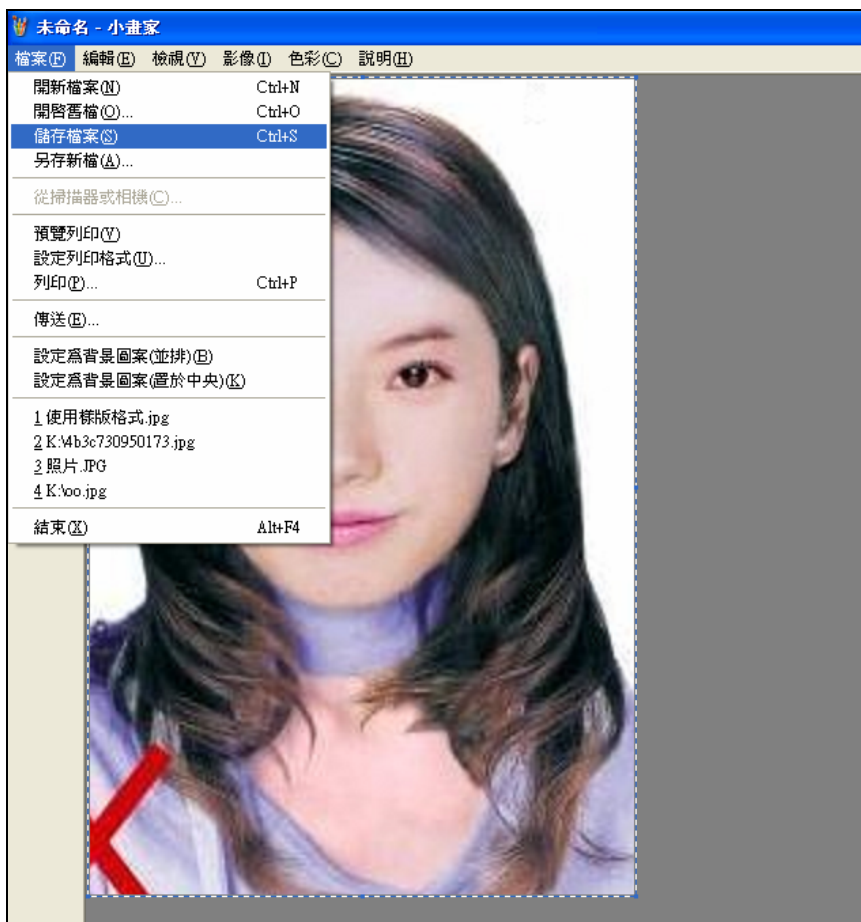 未命名 - 小畫家
檔案(F) 編輯(E) 檢視(V) 影像(I) 色彩(C) 說明(H)
開新檔案(N) Ctrl+N
開啓舊檔(O)... Ctrl+O
儲存檔案(S) Ctrl+S
另存新檔(A)...
從掃描器或相機(C)...
預覽列印(V)
設定列印格式(U)...
列印(P)... Ctrl+P
傳送(E)...
設定爲背景圖案(並排)(B)
設定爲背景圖案(置於中央)(K)
1 使用樣版格式.jpg
2 K:\4b3c730950173.jpg
3 照片.JPG
4 K:\oo.jpg
結束(X) Alt+F4